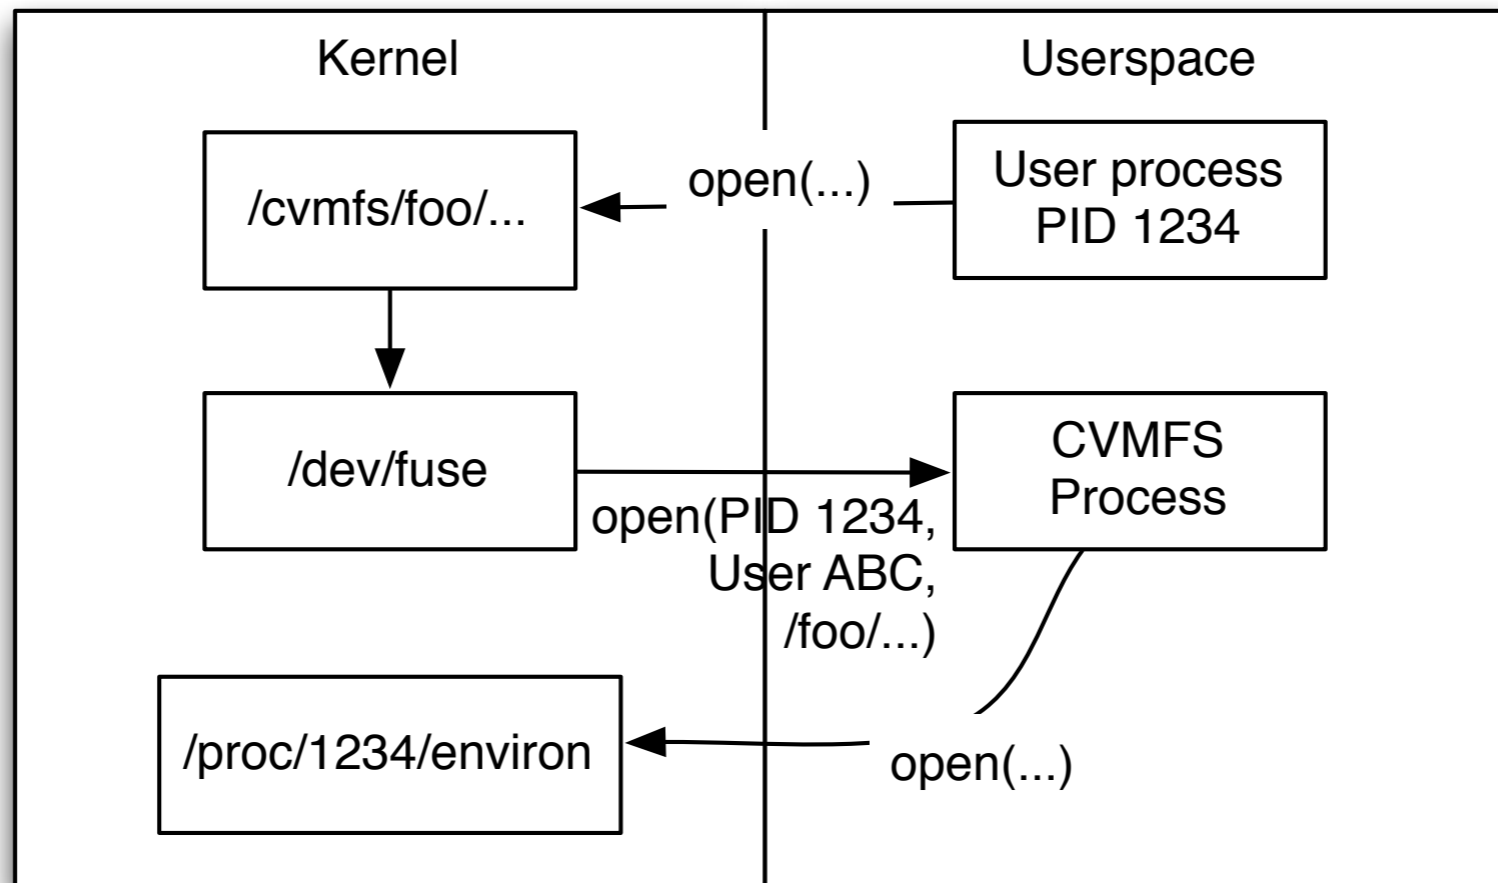 Kernel
Userspace
/cvmfs/foo/...
open(...)
User process
PID 1234
/dev/fuse
CVMFS
Process
open(PID 1234,
User ABC,
/foo/...)
/proc/1234/environ
open(...)